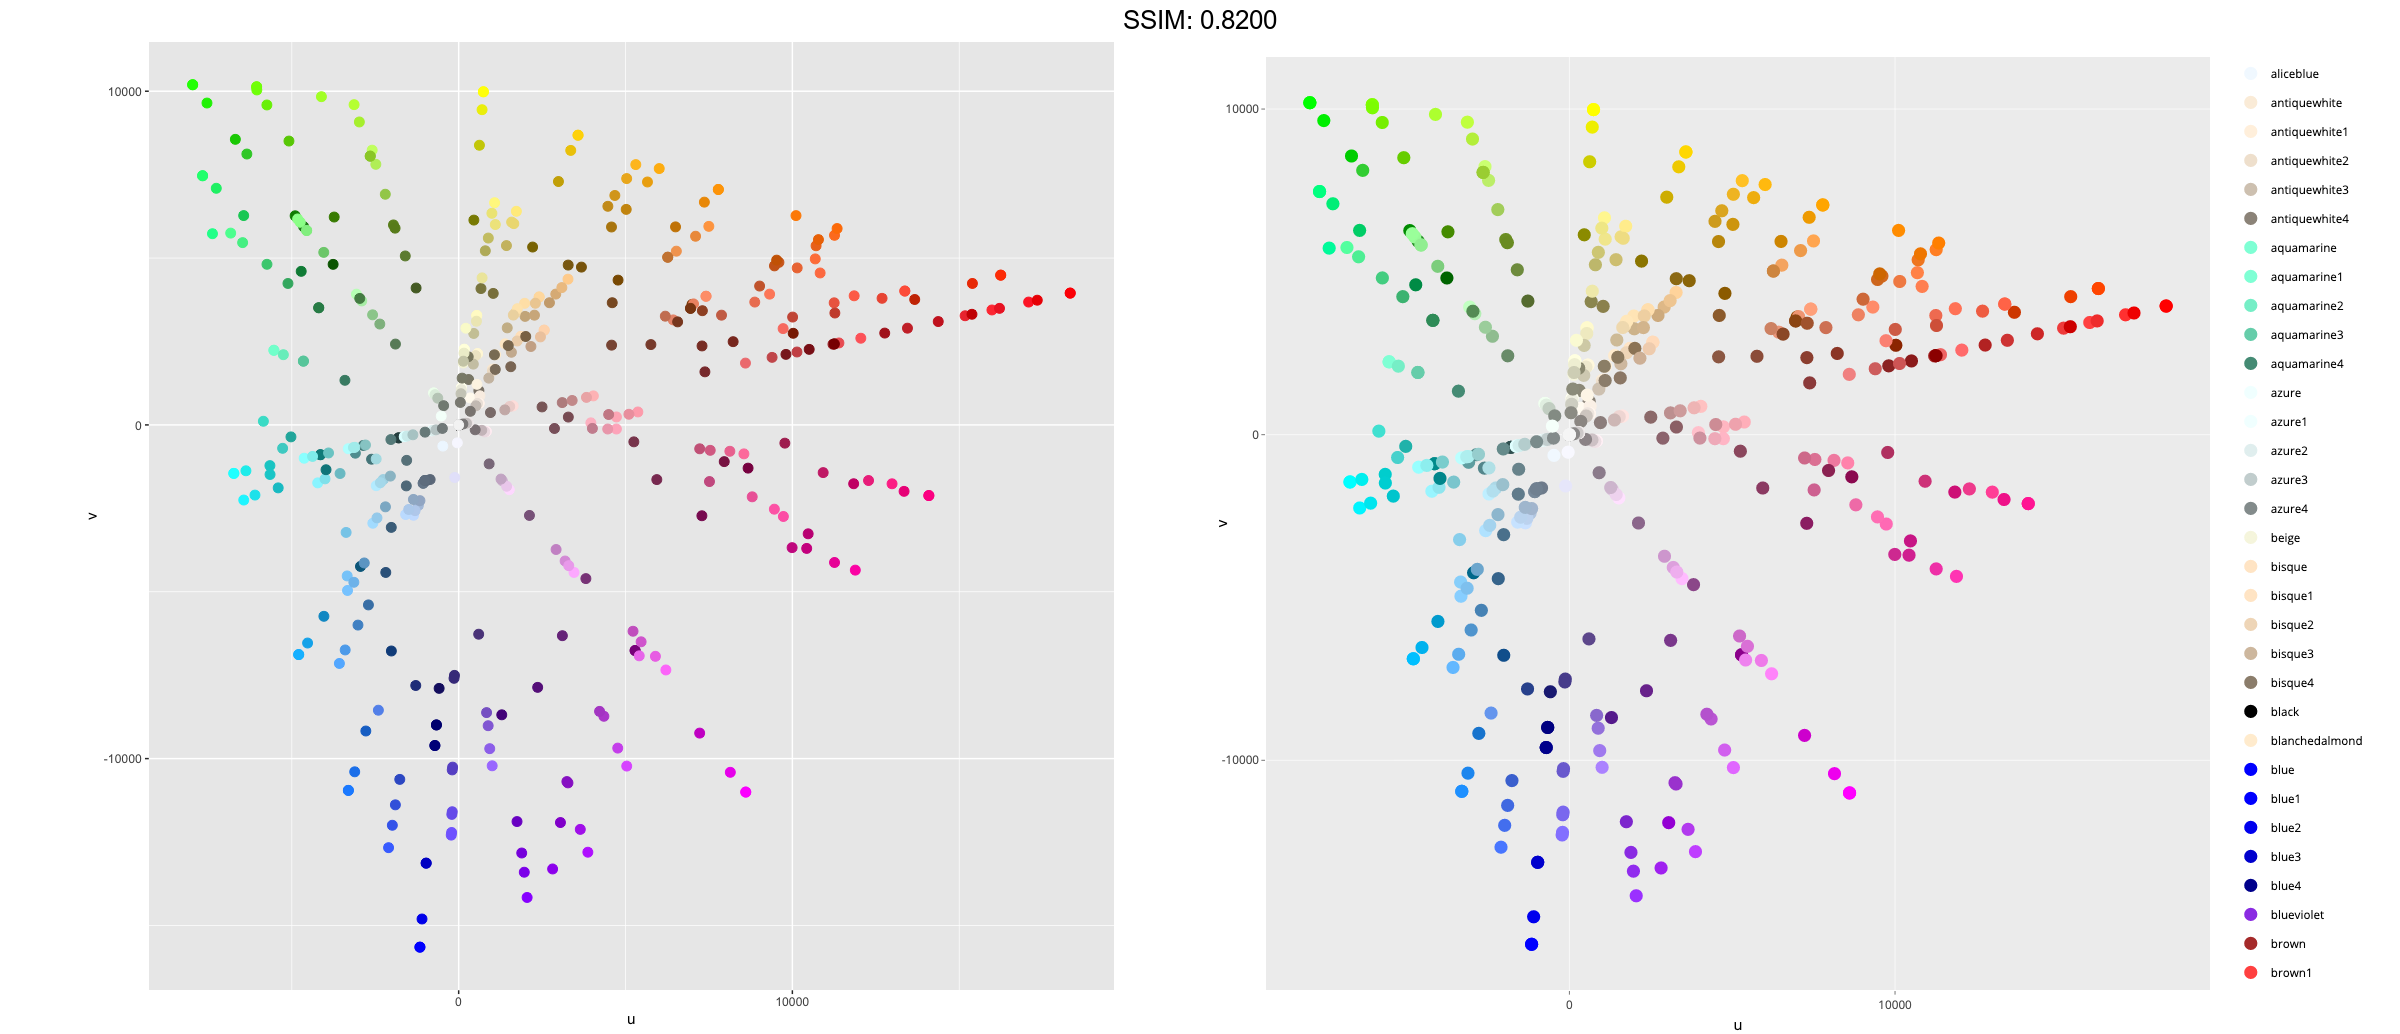 SSIM: 0.8200
10000
0
-10000
v
0
10000
u
10000
0
-10000
v
0
10000
u
aliceblue
antiquewhite
antiquewhite1
antiquewhite2
antiquewhite3
antiquewhite4
aquamarine
aquamarine1
aquamarine2
aquamarine3
aquamarine4
azure
azure1
azure2
azure3
azure4
beige
bisque
bisque1
bisque2
bisque3
bisque4
black
blanchedalmond
blue
blue1
blue2
blue3
blue4
blueviolet
brown
brown1